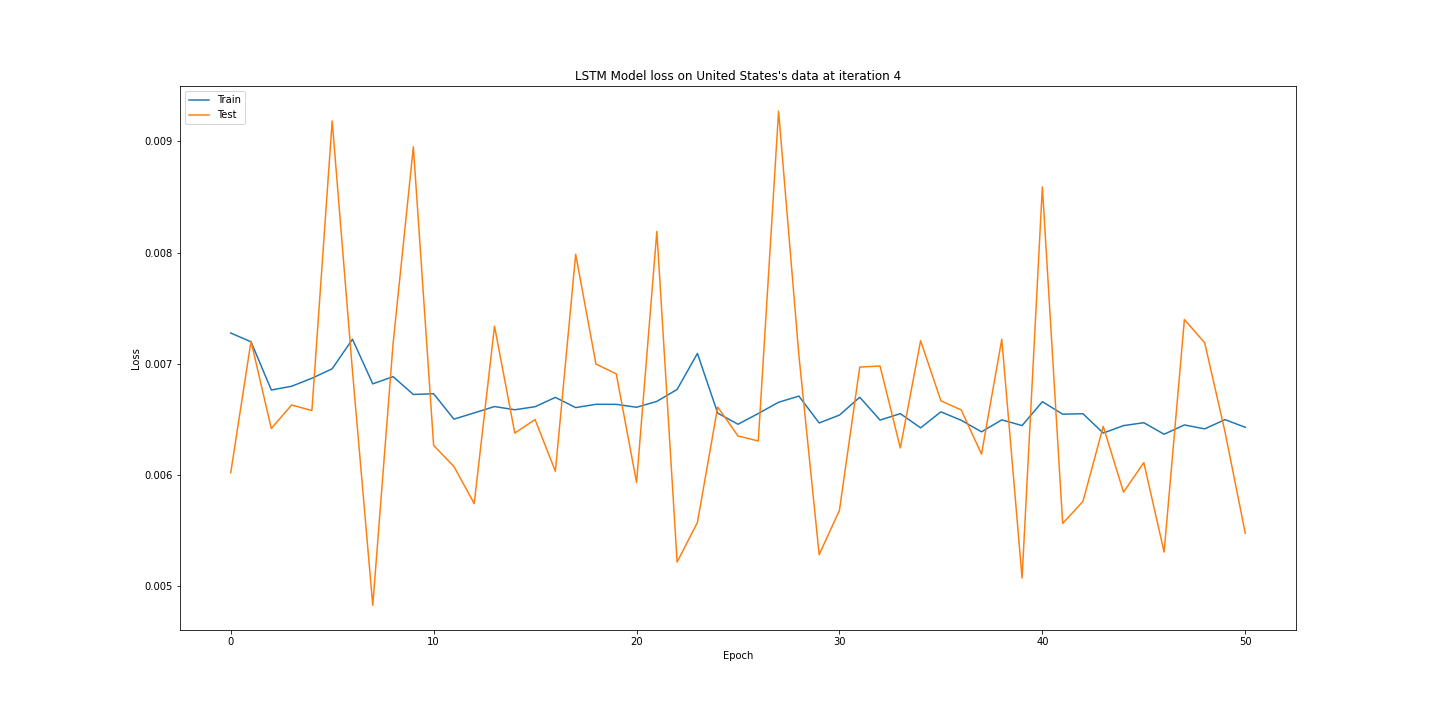 LSTM Model loss on United States's data at iteration 4
Train
Test
0.009
0.008
0.007
0.006
0.005
Loss
0 10 20 30 40 50
Epoch